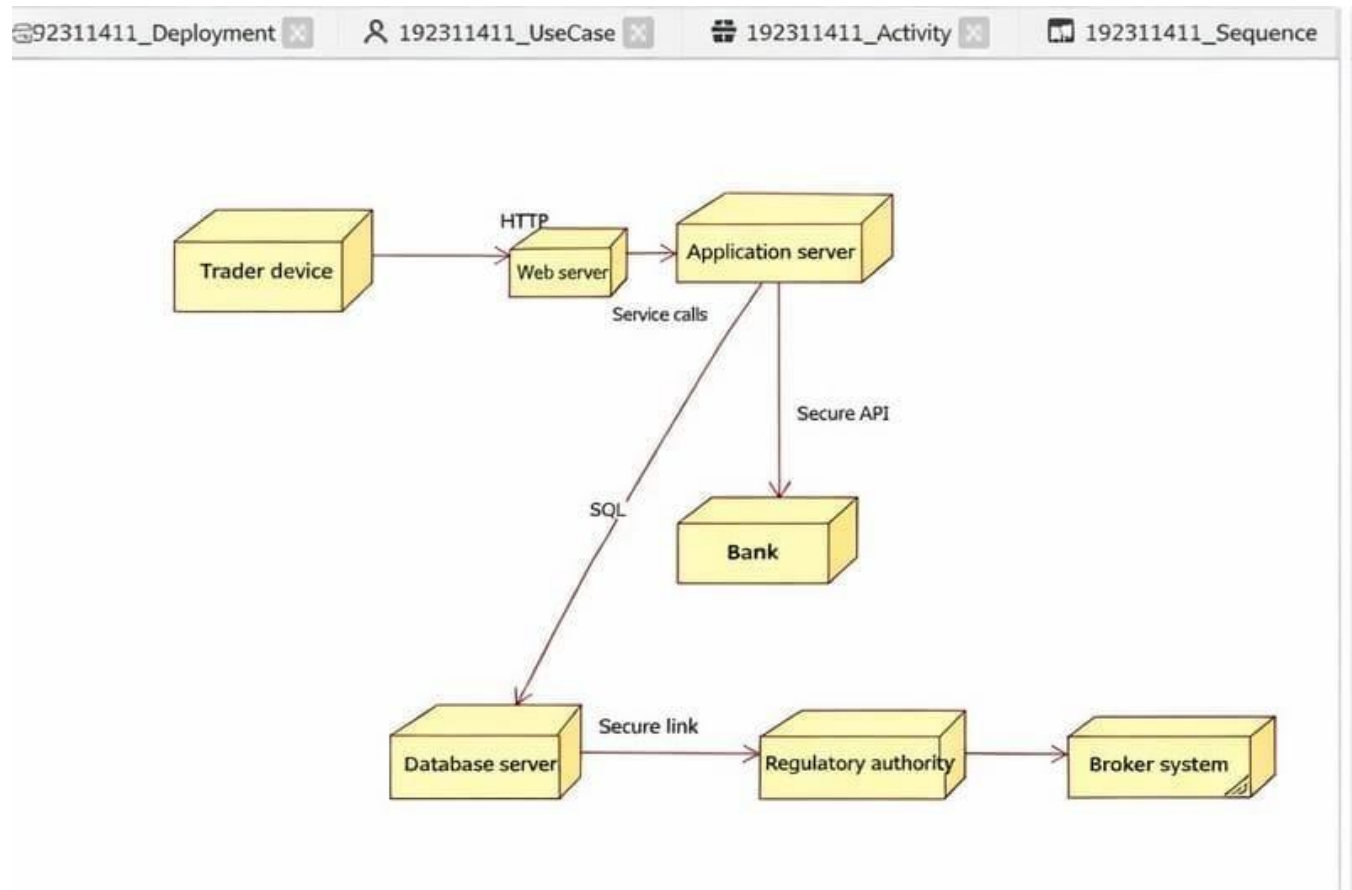 92311411_Deployment
192311411_UseCase
192311411_Activity
192311411_Sequence
HTTP
Trader device
Web server
Application server
Service calls
Secure API
SQL
Bank
Secure link
Database server
Regulatory authority
Broker system